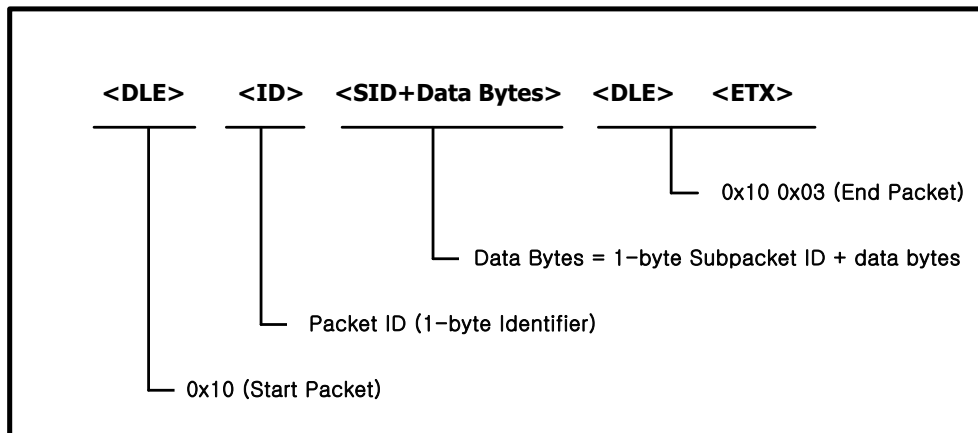 <DLE> <ID> <SID+Data Bytes> <DLE> <ETX>
0x10 0x03 (End Packet)
Data Bytes = 1-byte Subpacket ID + data bytes
Packet ID (1-byte Identifier)
0x10 (Start Packet)